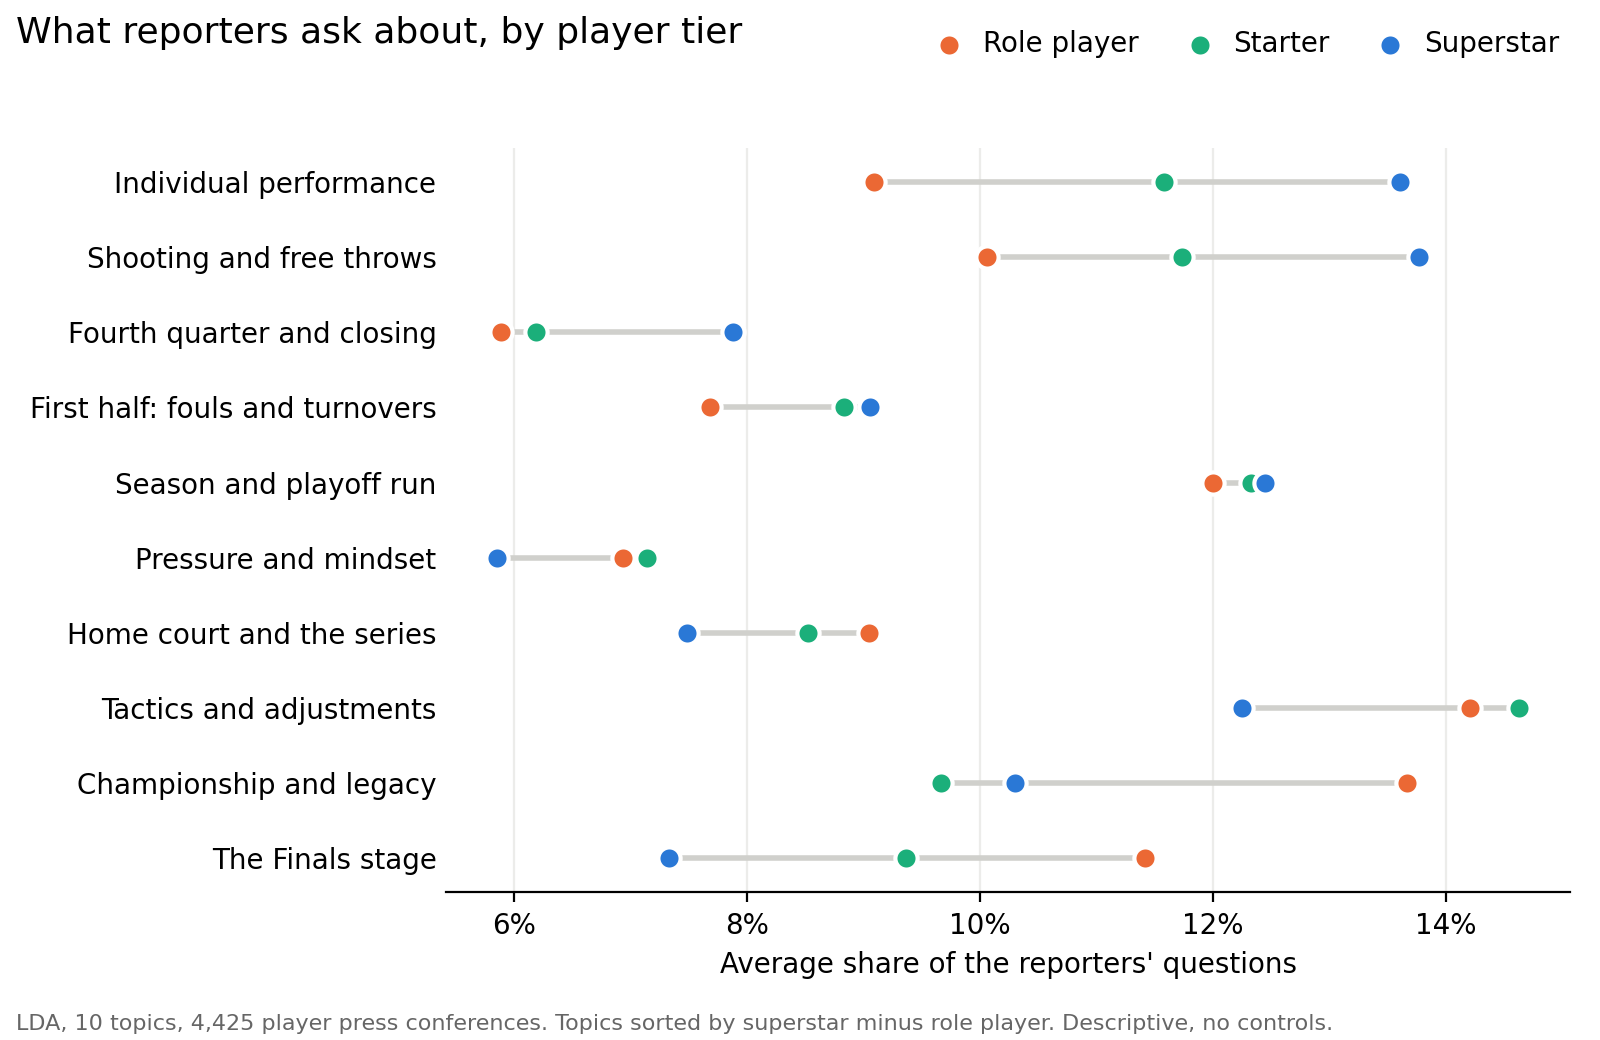 What reporters ask about, by player tier
Role player
Starter
Superstar
Individual performance
Shooting and free throws
Fourth quarter and closing
First half: fouls and turnovers
Season and playoff run
Pressure and mindset
Home court and the series
Tactics and adjustments
Championship and legacy
The Finals stage
6% 8% 10% 12% 14%
Average share of the reporters' questions
LDA, 10 topics, 4,425 player press conferences. Topics sorted by superstar minus role player. Descriptive, no controls.